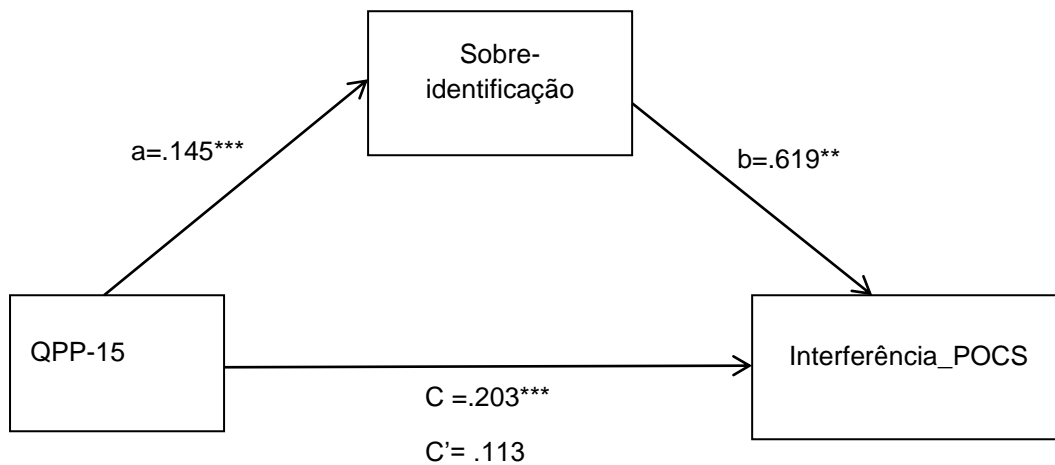 Sobre-
identificação
a=.145***
b=.619**
QPP-15
Interferência_POCS
C =.203***
C’= .113